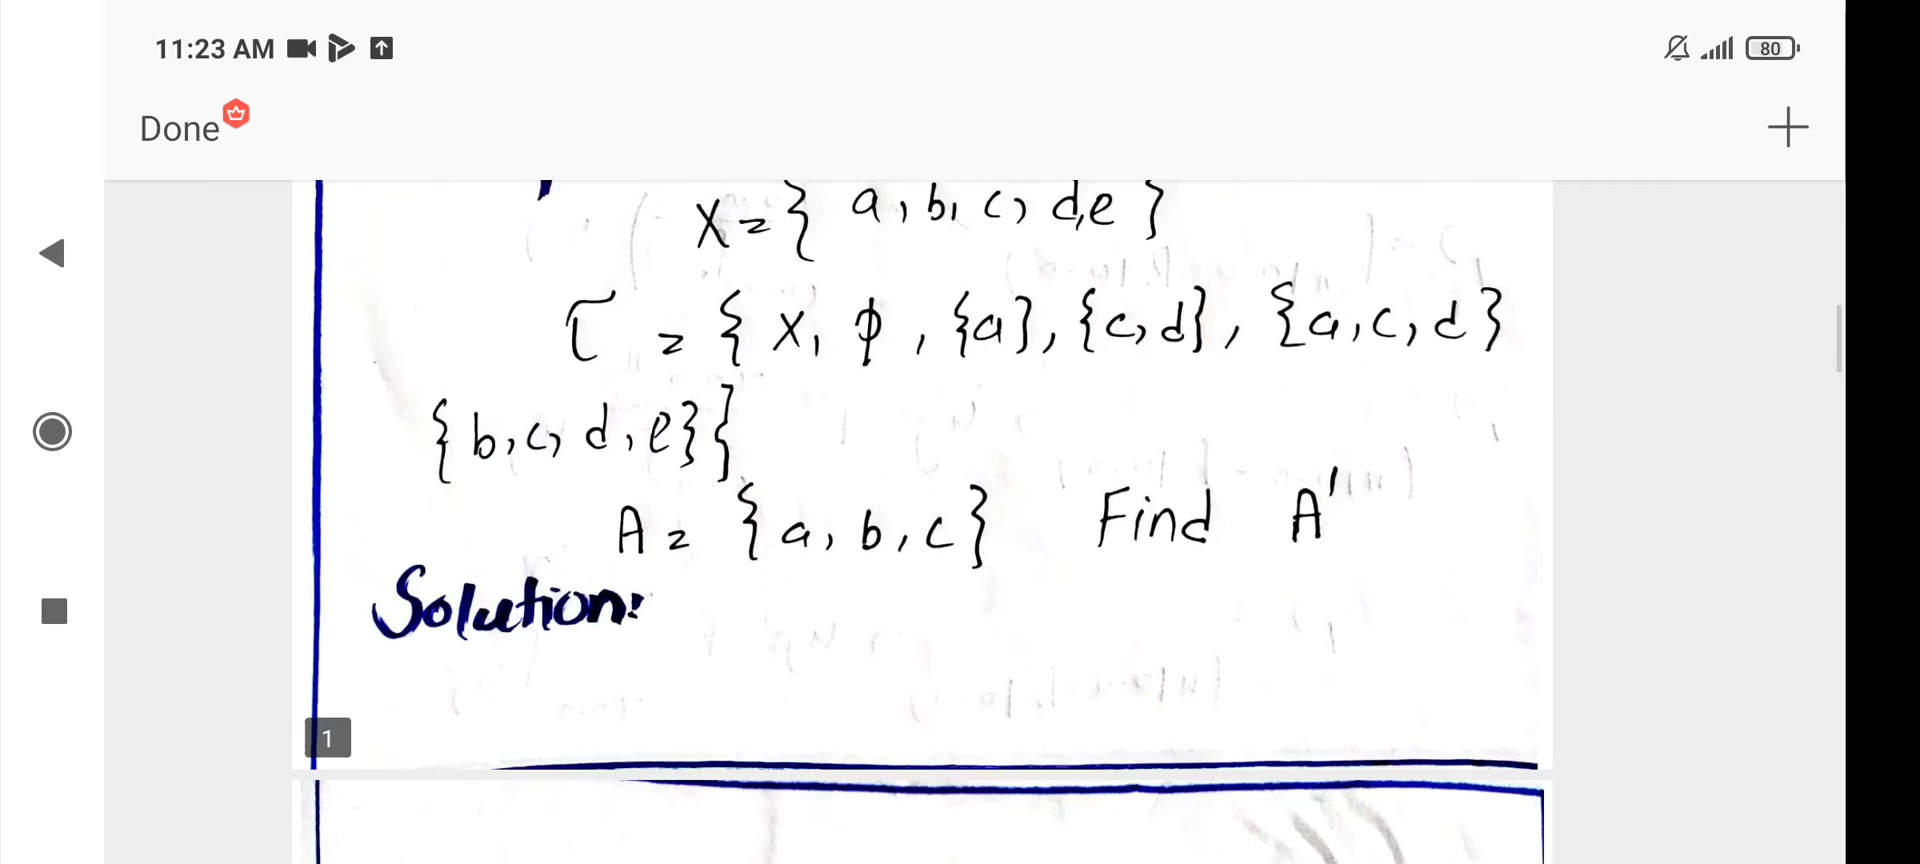 11:23 AM
80
Done
X = { a, b, c, d, e }
τ = { X, φ, {a}, {c, d}, {a, c, d}
{b, c, d, e}}
A = {a, b, c} Find A'
Solution:
1